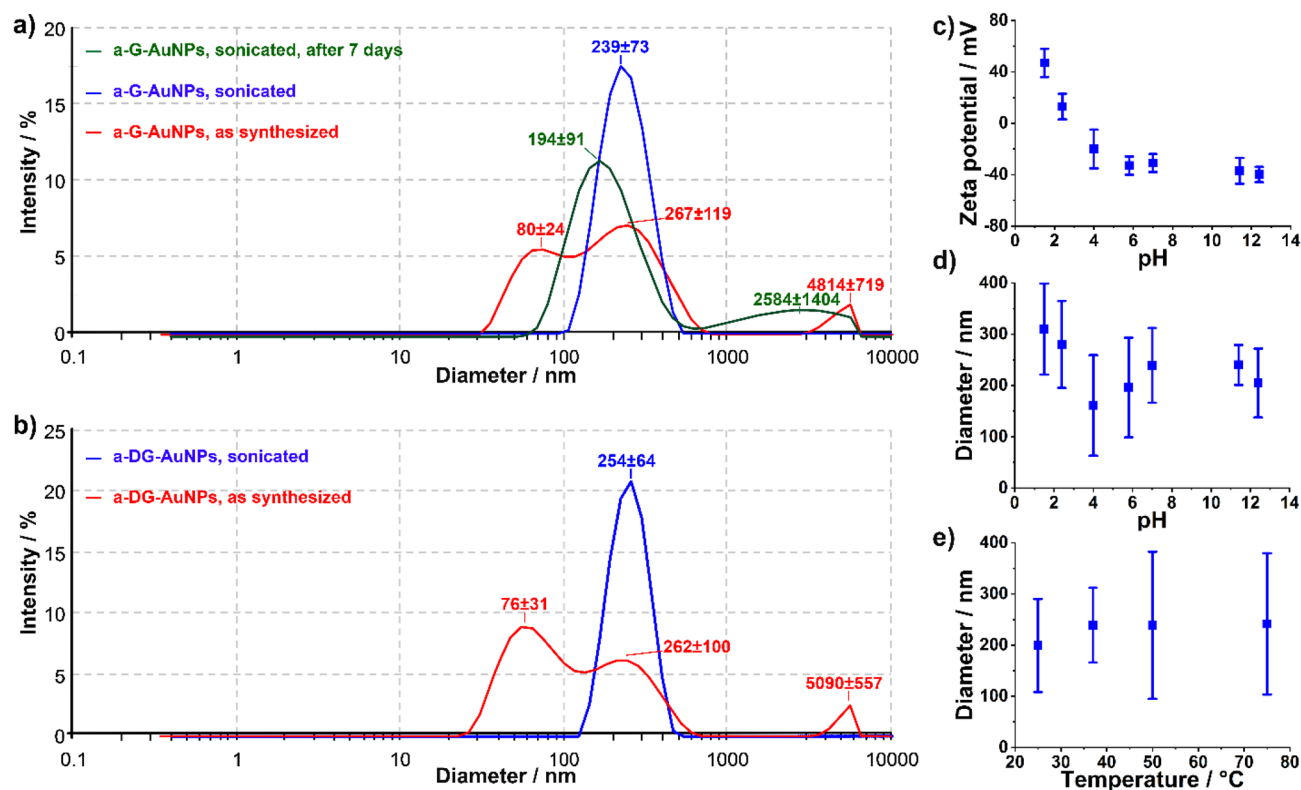 a)
20
15
10
5
0
Intensity / %
a-G-AuNPs, sonicated, after 7 days
a-G-AuNPs, sonicated
a-G-AuNPs, as synthesized
239±73
194±91
80±24
267±119
2584±1404
4814±719
0.1
1
10
100
1000
10000
Diameter / nm
b)
25
20
15
10
5
0
Intensity / %
a-DG-AuNPs, sonicated
a-DG-AuNPs, as synthesized
254±64
76±31
262±100
5090±557
0.1
1
10
100
1000
10000
Diameter / nm
c)
80
40
0
-40
-80
Zeta potential / mV
0 2 4 6 8 10 12 14
pH
d)
400
300
200
100
0
Diameter / nm
0 2 4 6 8 10 12 14
pH
e)
400
300
200
100
0
Diameter / nm
20 30 40 50 60 70 80
Temperature / °C